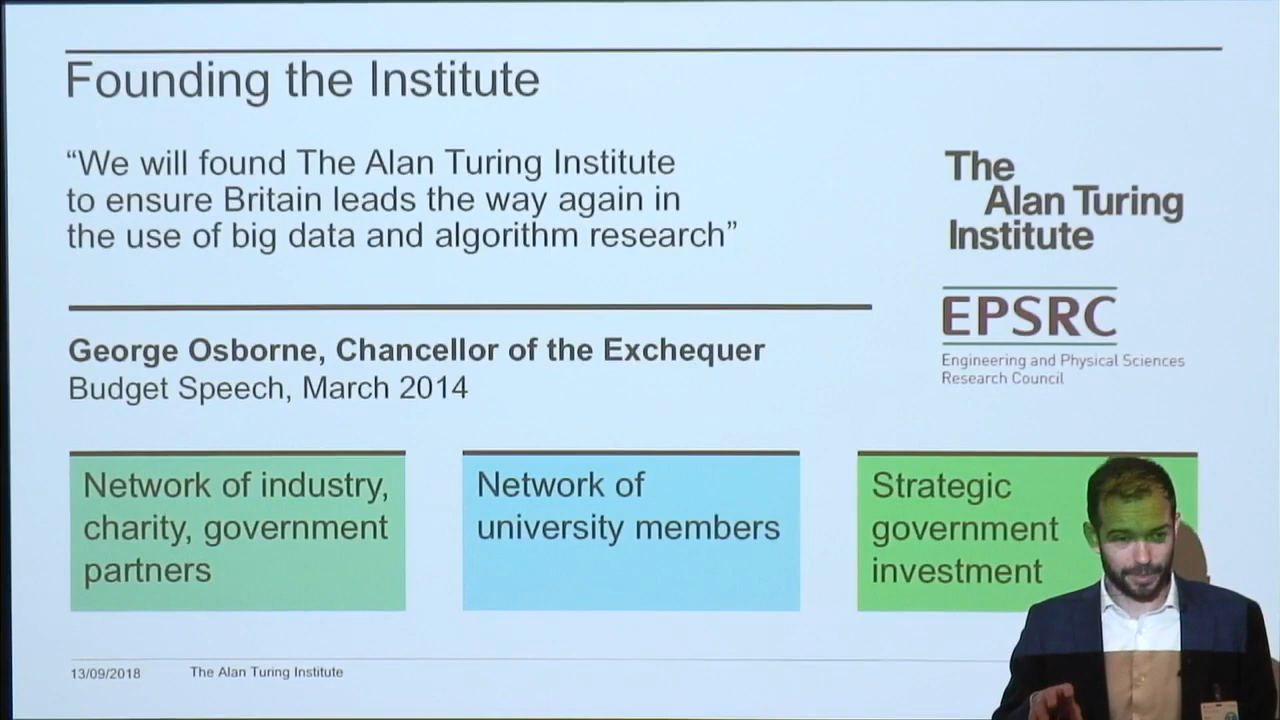 Founding the Institute
“We will found The Alan Turing Institute
to ensure Britain leads the way again in
the use of big data and algorithm research”
George Osborne, Chancellor of the Exchequer
Budget Speech, March 2014
The
Alan Turing
Institute
EPSRC
Engineering and Physical Sciences
Research Council
Network of industry,
charity, government
partners
Network of
university members
Strategic
government
investment
13/09/2018 The Alan Turing Institute